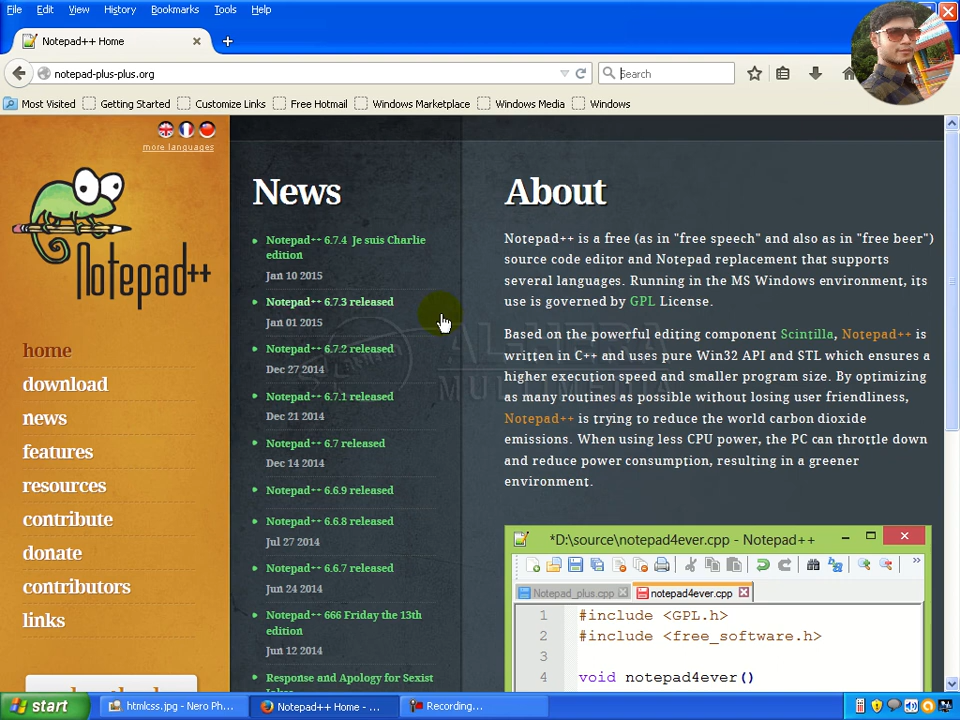 File Edit View History Bookmarks Tools Help
Notepad++ Home
notepad-plus-plus.org
Search
Most Visited Getting Started Customize Links Free Hotmail Windows Marketplace Windows Media Windows
more languages
Notepad++
home
download
news
features
resources
contribute
donate
contributors
links
News
Notepad++ 6.7.4 Je suis Charlie
edition
Jan 10 2015
Notepad++ 6.7.3 released
Jan 01 2015
Notepad++ 6.7.2 released
Dec 27 2014
Notepad++ 6.7.1 released
Dec 21 2014
Notepad++ 6.7 released
Dec 14 2014
Notepad++ 6.6.9 released
Notepad++ 6.6.8 released
Jul 27 2014
Notepad++ 6.6.7 released
Jun 24 2014
Notepad++ 666 Friday the 13th
edition
Jun 12 2014
Response and Apology for Sexist
About
Notepad++ is a free (as in "free speech" and also as in "free beer")
source code editor and Notepad replacement that supports
several languages. Running in the MS Windows environment, its
use is governed by GPL License.
Based on the powerful editing component Scintilla, Notepad++ is
written in C++ and uses pure Win32 API and STL which ensures a
higher execution speed and smaller program size. By optimizing
as many routines as possible without losing user friendliness,
Notepad++ is trying to reduce the world carbon dioxide
emissions. When using less CPU power, the PC can throttle down
and reduce power consumption, resulting in a greener
environment.
*D:\source\notepad4ever.cpp - Notepad++
Notepad_plus.cpp notepad4ever.cpp
1 #include <GPL.h>
2 #include <free_software.h>
3
4 void notepad4ever()
MULTIMEDIA
start
htmlcss.jpg - Nero Ph...
Notepad++ Home - ...
Recording...